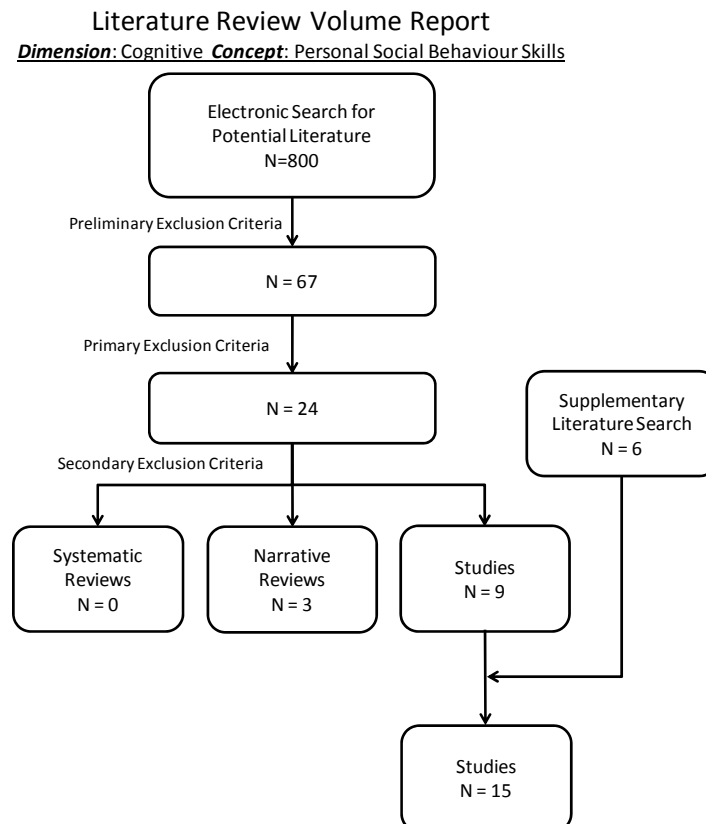 Literature Review Volume Report
Dimension: Cognitive Concept: Personal Social Behaviour Skills
Electronic Search for
Potential Literature
N=800
Preliminary Exclusion Criteria
N = 67
Primary Exclusion Criteria
N = 24
Supplementary
Literature Search
N = 6
Secondary Exclusion Criteria
Systematic
Reviews
N = 0
Narrative
Reviews
N = 3
Studies
N = 9
Studies
N = 15